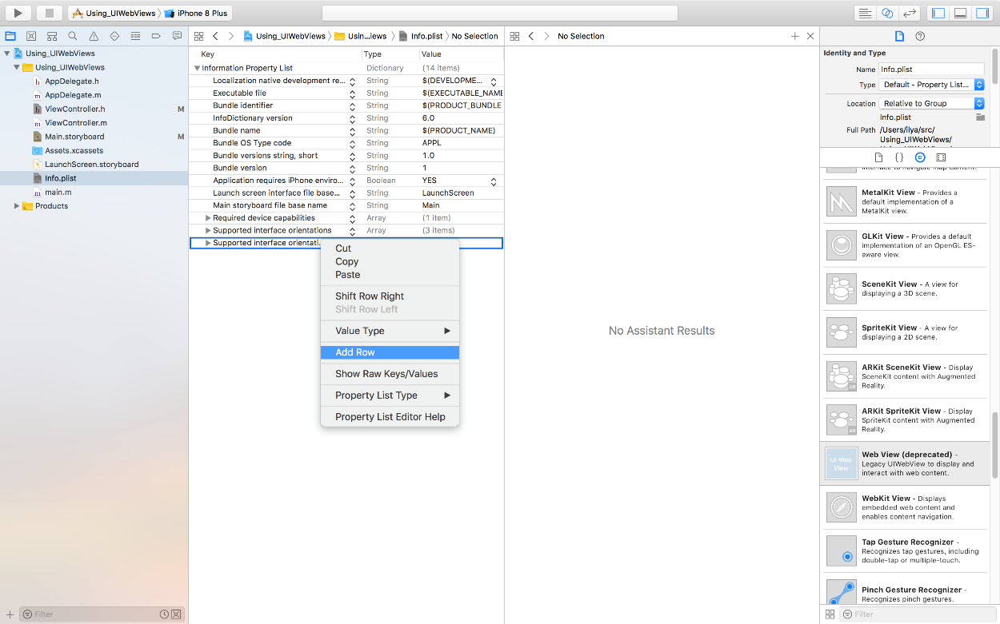 Using_UIWebViews iPhone 8 Plus
Using_UIWebViews Using...iews Info.plist No Selection
No Selection
Using_UIWebViews
Using_UIWebViews
h AppDelegate.h
m AppDelegate.m
h ViewController.h M
m ViewController.m
Main.storyboard M
Assets.xcassets
LaunchScreen.storyboard
Info.plist
m main.m
Products
Filter
Key Type Value
Information Property List Dictionary (14 items)
Localization native development re... String $(DEVELOPME...
Executable file String $(EXECUTABLE_NAME
Bundle identifier String $(PRODUCT_BUNDLE
InfoDictionary version String 6.0
Bundle name String $(PRODUCT_NAME)
Bundle OS Type code String APPL
Bundle versions string, short String 1.0
Bundle version String 1
Application requires iPhone enviro... Boolean YES
Launch screen interface file base... String LaunchScreen
Main storyboard file base name String Main
Required device capabilities Array (1 item)
Supported interface orientations Array (3 items)
Supported interface orientati...
Cut
Copy
Paste
Shift Row Right
Shift Row Left
Value Type
Add Row
Show Raw Keys/Values
Property List Type
Property List Editor Help
No Assistant Results
Identity and Type
Name Info.plist
Type Default - Property List...
Location Relative to Group
Info.plist
Full Path /Users/ilya/src/
Using_UIWebViews/
interface to navigate map content.
MetalKit View - Provides a
default implementation of a
MetalKit view.
GLKit View - Provides a default
implementation of an OpenGL ES-
aware view.
SceneKit View - A view for
displaying a 3D scene.
SpriteKit View - A view for
displaying a 2D scene.
AR
ARKit SceneKit View - Display
SceneKit content with Augmented
Reality.
AR
ARKit SpriteKit View - Display
SpriteKit content with Augmented
Reality.
UI Web
View
Web View (deprecated) -
Legacy UIWebView to display and
interact with web content.
WebKit View - Displays
embedded web content and
enables content navigation.
Tap Gesture Recognizer -
Recognizes tap gestures, including
double-tap or multiple-touch.
Pinch Gesture Recognizer -
Recognizes pinch gestures.
Filter